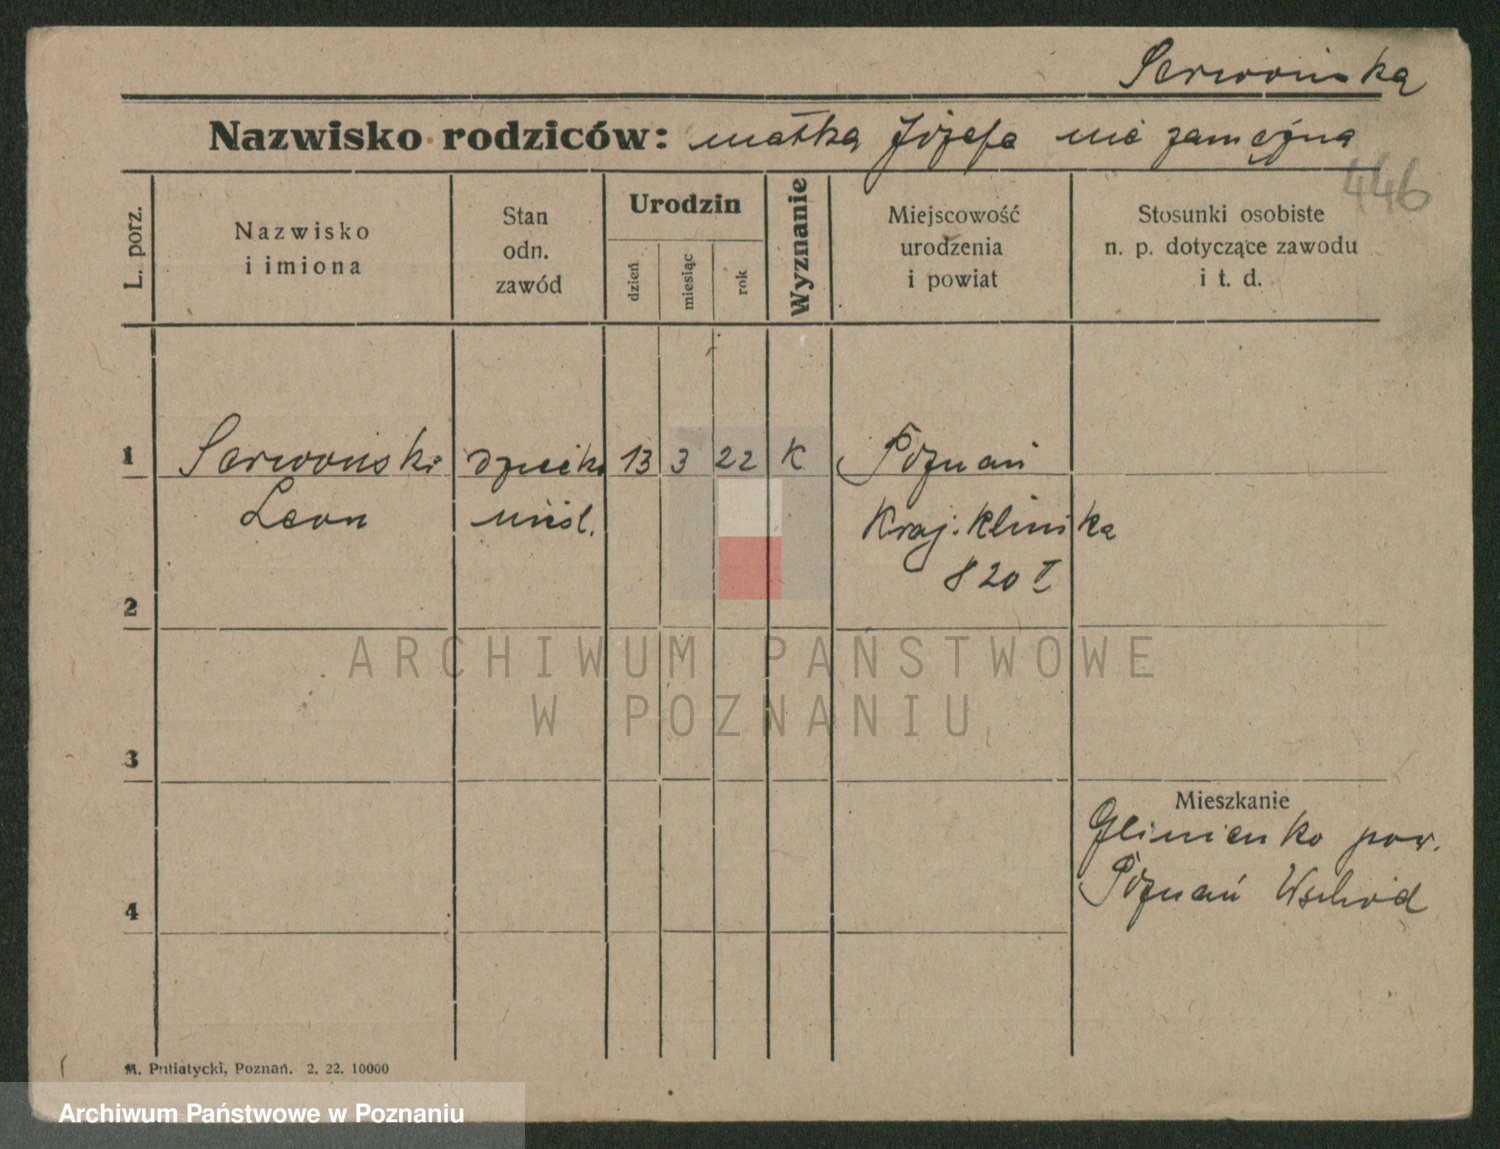 Serwońska
Nazwisko rodziców: matka Józefa nie zamężna
446
L. porz.
Nazwisko
i imiona
Stan
odn.
zawód
Urodzin
dzień
miesiąc
rok
Wyznanie
Miejscowość
urodzenia
i powiat
Stosunki osobiste
n. p. dotyczące zawodu
i t. d.
1 Serwoński dziecko 13 3 22 K Poznań
Leon nieśl. Kraj. Klinika
820 I
2
ARCHIWUM PAŃSTWOWE
W POZNANIU
3
Mieszkanie
Glinienko pow.
Poznań Wschód
4
M. Putiatycki, Poznań. 2. 22. 10000
Archiwum Państwowe w Poznaniu